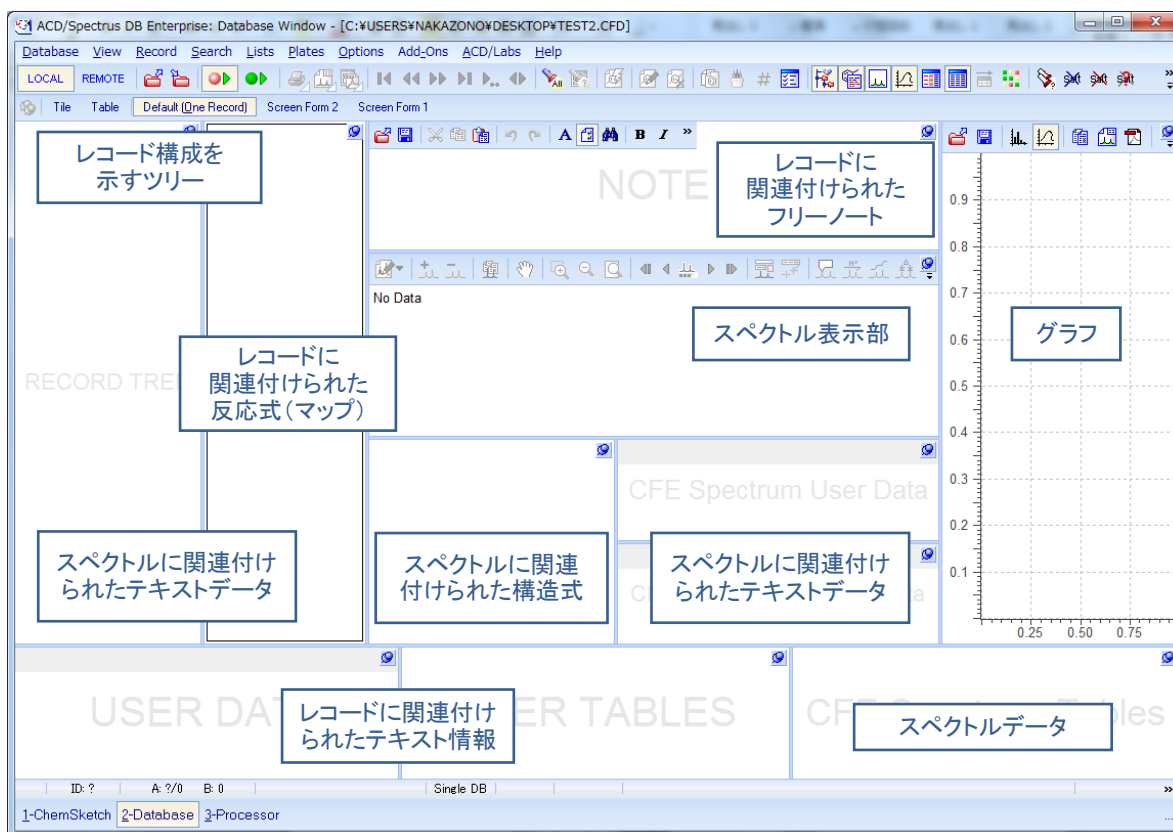 ACD/Spectrus DB Enterprise: Database Window - [C:¥USERS¥NAKAZONO¥DESKTOP¥TEST2.CFD]
Database View Record Search Lists Plates Options Add-Ons ACD/Labs Help
LOCAL REMOTE
Tile Table Default (One Record) Screen Form 2 Screen Form 1
レコード構成を
示すツリー
NOTE
レコードに
関連付けられた
フリーノート
No Data
スペクトル表示部
グラフ
RECORD TREE
レコードに
関連付けられた
反応式（マップ）
CFE Spectrum User Data
スペクトルに関連付け
られたテキストデータ
スペクトルに関連
付けられた構造式
スペクトルに関連付け
られたテキストデータ
0.9
0.8
0.7
0.6
0.5
0.4
0.3
0.2
0.1
0.25 0.50 0.75
USER DATA
TABLES
CFE Spectrum Tables
レコードに関連付け
られたテキスト情報
スペクトルデータ
ID: ? A: ?/0 B: 0 Single DB
1-ChemSketch 2-Database 3-Processor